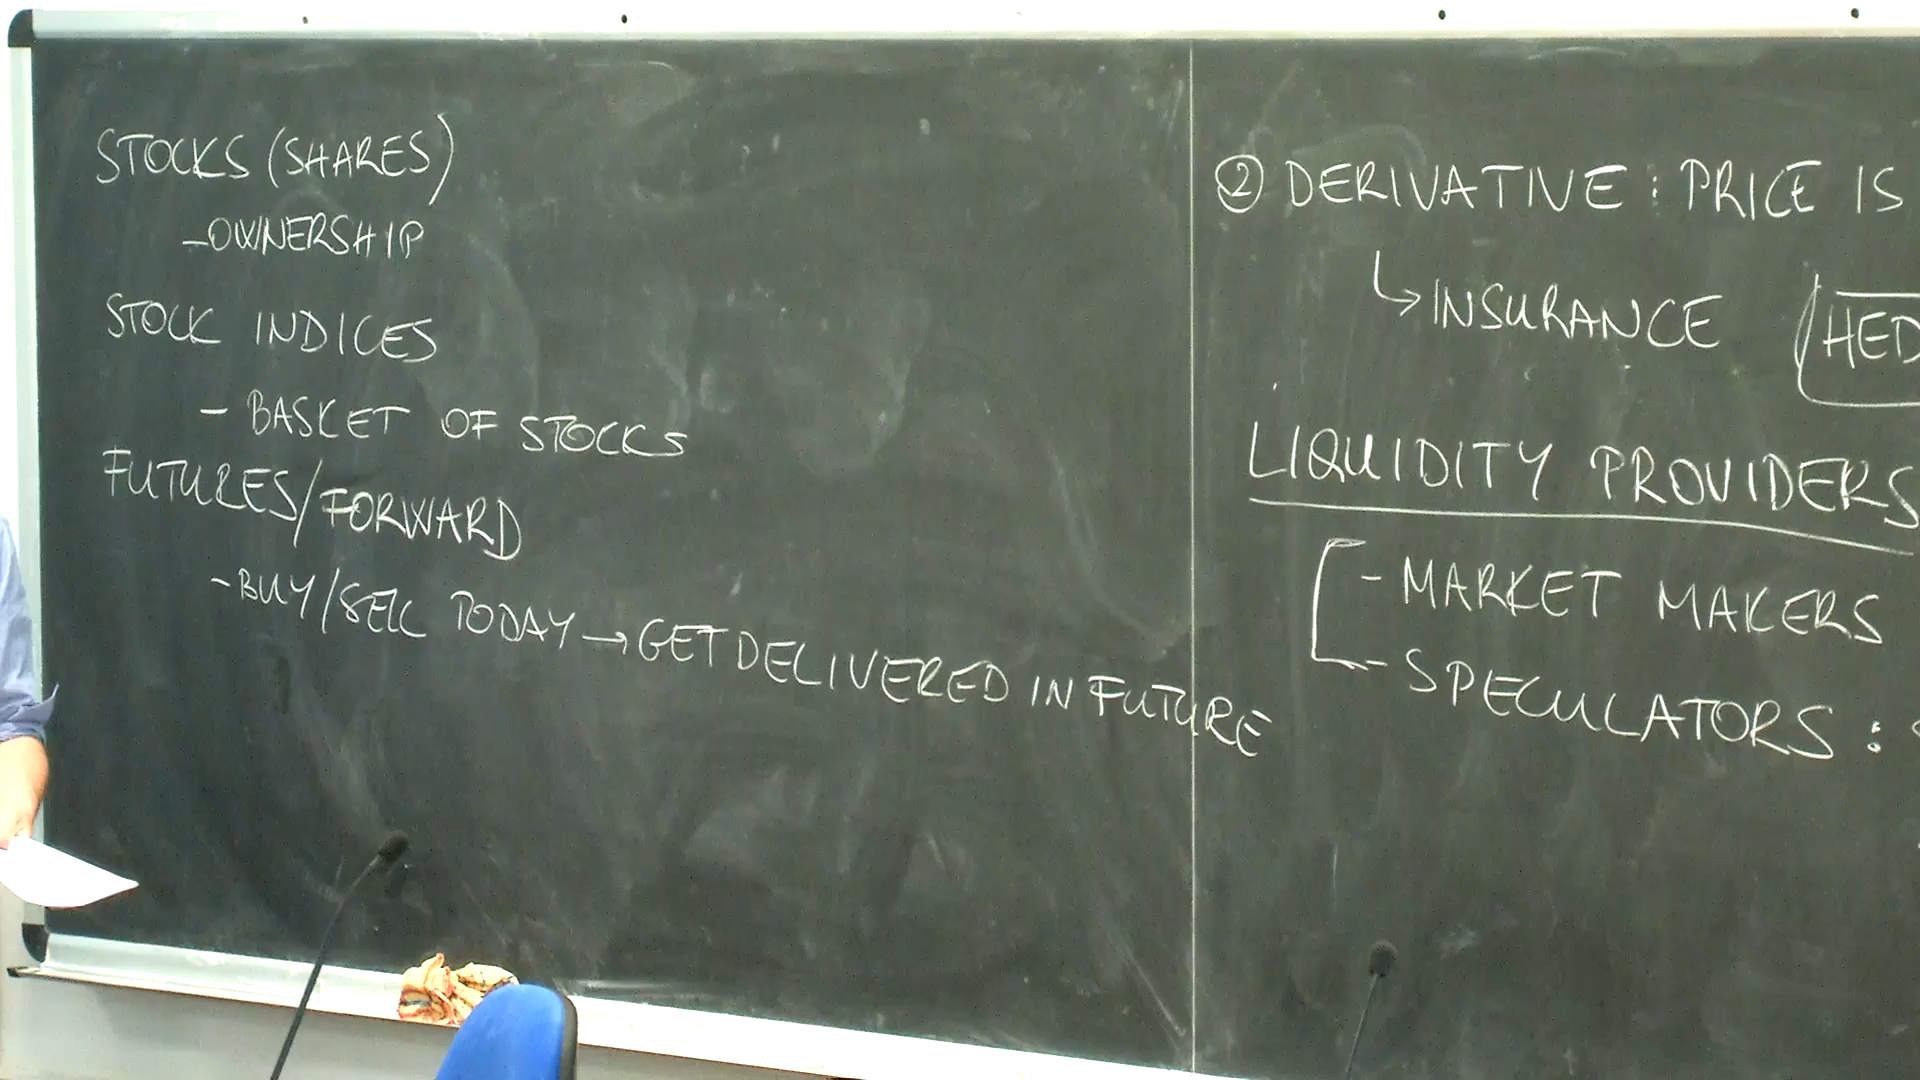 STOCKS (SHARES)
-OWNERSHIP
STOCK INDICES
- BASKET OF STOCKS
FUTURES/FORWARD
-BUY/SELL TODAY → GET DELIVERED IN FUTURE
② DERIVATIVE : PRICE IS
↳ INSURANCE (HED
LIQUIDITY PROVIDERS
- MARKET MAKERS
- SPECULATORS :